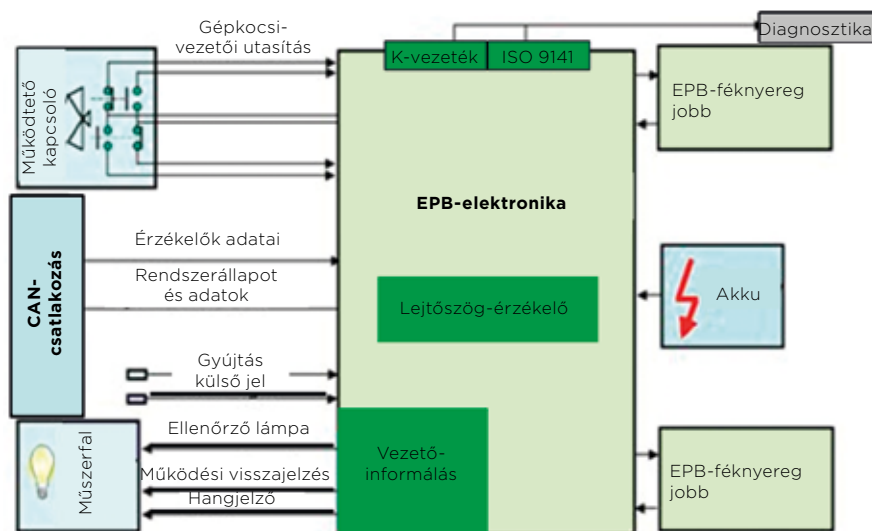 Gépkocsi-
vezetői utasítás
Diagnosztika
K-vezeték
ISO 9141
Működtető
kapcsoló
EPB-féknyereg
jobb
EPB-elektronika
CAN-
csatlakozás
Érzékelők adatai
Rendszerállapot
és adatok
Lejtőszög-érzékelő
Akku
Gyújtás
külső jel
Műszerfal
Ellenőrző lámpa
Működési visszajelzés
Hangjelző
Vezető-
informálás
EPB-féknyereg
jobb